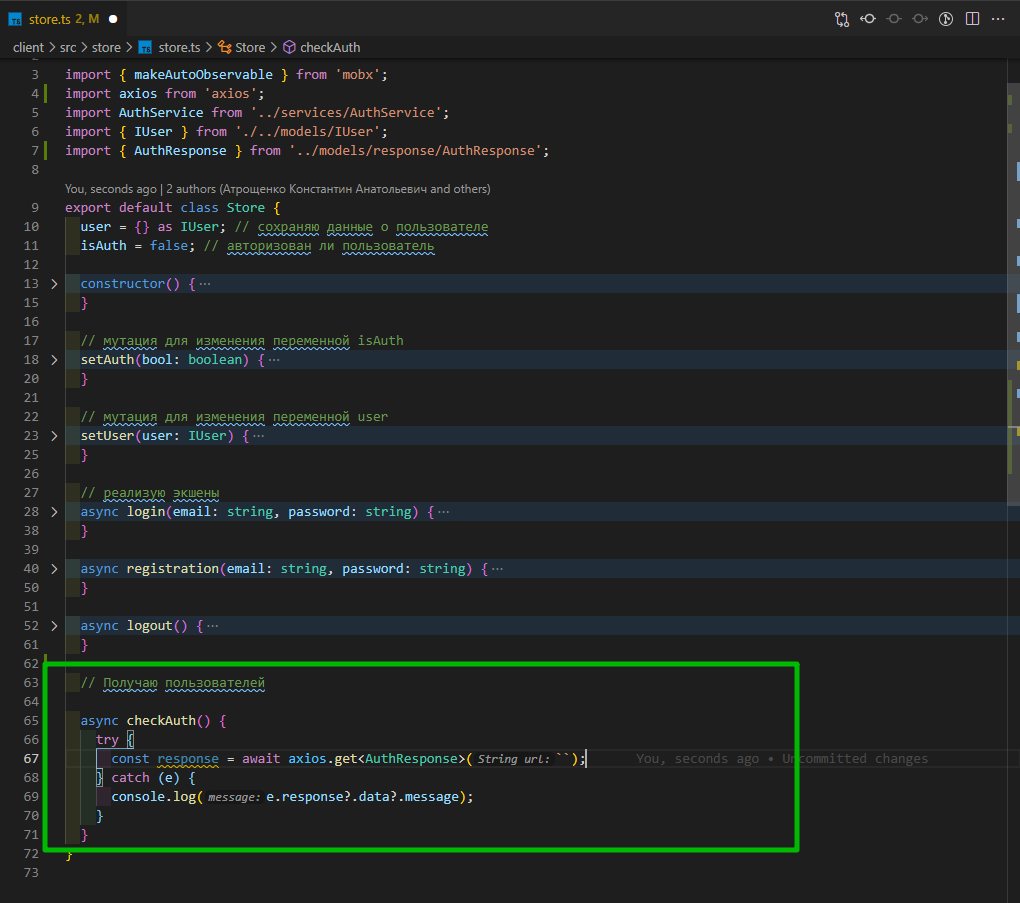 TS store.ts 2, M
client > src > store > TS store.ts > Store > checkAuth
3 import { makeAutoObservable } from 'mobx';
4 import axios from 'axios';
5 import AuthService from '../services/AuthService';
6 import { IUser } from './../models/IUser';
7 import { AuthResponse } from '../models/response/AuthResponse';
8
You, seconds ago | 2 authors (Атрощенко Константин Анатольевич and others)
9 export default class Store {
10 user = {} as IUser; // сохраняю данные о пользователе
11 isAuth = false; // авторизован ли пользователь
12
13 constructor() { ···
15 }
16
17 // мутация для изменения переменной isAuth
18 setAuth(bool: boolean) { ···
20 }
21
22 // мутация для изменения переменной user
23 setUser(user: IUser) { ···
25 }
26
27 // реализую экшены
28 async login(email: string, password: string) { ···
38 }
39
40 async registration(email: string, password: string) { ···
50 }
51
52 async logout() { ···
61 }
62
63 // Получаю пользователей
64
65 async checkAuth() {
66 try {
67 const response = await axios.get<AuthResponse>( String url: ``); You, seconds ago • Uncommitted changes
68 } catch (e) {
69 console.log( message: e.response?.data?.message);
70 }
71 }
72 }
73